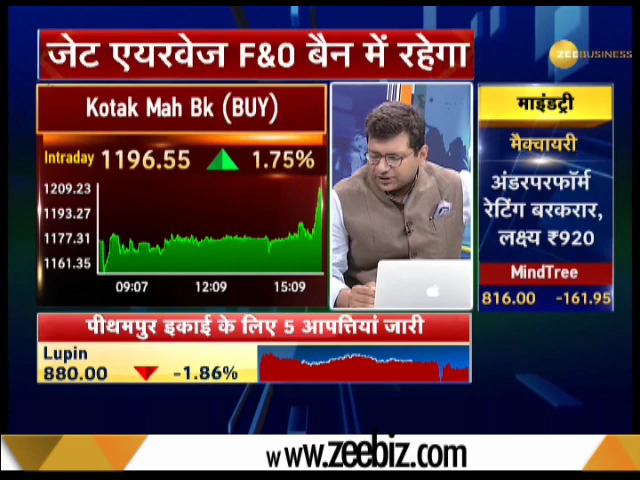 जेट एयरवेज F&O बैन में रहेगा
ZEE BUSINESS
Kotak Mah Bk (BUY)
Intraday 1196.55 1.75%
1209.23
1193.27
1177.31
1161.35
09:07 12:09 15:09
माइंडट्री
मैक्वायरी
अंडरपरफॉर्म
रेटिंग बरकरार,
लक्ष्य ₹920
MindTree
816.00 -161.95
पीथमपुर इकाई के लिए 5 आपत्तियां जारी
Lupin
880.00 -1.86%
www.zeebiz.com